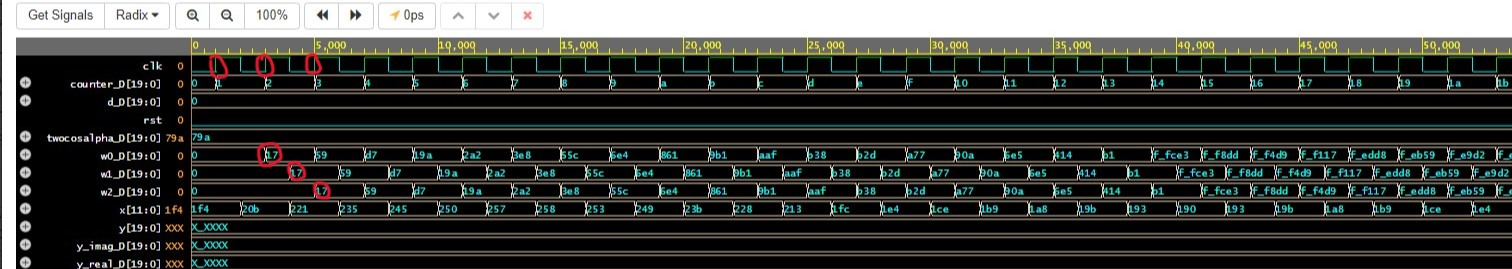 Get Signals Radix 100% 0ps
0 5,000 10,000 15,000 20,000 25,000 30,000 35,000 40,000 45,000 50,000
clk 0
counter_D[19:0] 0 0 1 2 3 4 5 6 7 8 9 a b c d e f 10 11 12 13 14 15 16 17 18 19 1a 1b
d_D[19:0] 0 0
rst 0
twocosalpha_D[19:0] 79a 79a
w0_D[19:0] 0 0 17 59 d7 19a 2a2 3e8 55c 6e4 861 9b1 aaf b38 b2d a77 90a 6e5 414 b1 F_fce3 F_f8dd F_f4d9 F_f117 F_edd8 F_eb59 F_e9d2 F_
w1_D[19:0] 0 0 17 59 d7 19a 2a2 3e8 55c 6e4 861 9b1 aaf b38 b2d a77 90a 6e5 414 b1 F_fce3 F_f8dd F_f4d9 F_f117 F_edd8 F_eb59 F_e9d2
w2_D[19:0] 0 0 17 59 d7 19a 2a2 3e8 55c 6e4 861 9b1 aaf b38 b2d a77 90a 6e5 414 b1 F_fce3 F_f8dd F_f4d9 F_f117 F_edd8 F_eb59 F_
x[11:0] 1f4 1f4 20b 221 235 245 250 257 258 253 249 23b 228 213 1fc 1e4 1ce 1b9 1a8 19b 193 190 193 19b 1a8 1b9 1ce 1e4
y[19:0] XXX X_XXXX
y_imag_D[19:0] XXX X_XXXX
y_real_D[19:0] XXX X_XXXX